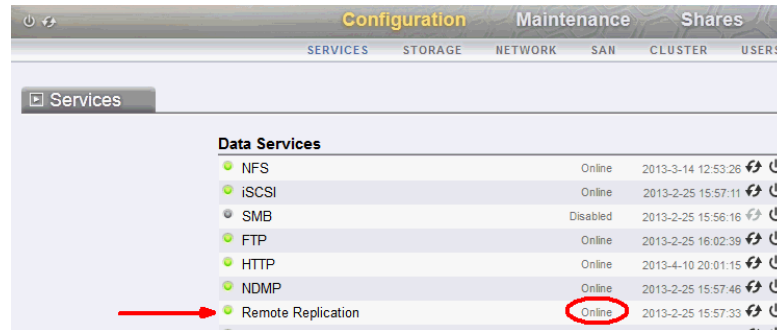 Configuration Maintenance Shares
SERVICES STORAGE NETWORK SAN CLUSTER USERS
Services
Data Services
NFS Online 2013-3-14 12:53:26
iSCSI Online 2013-2-25 15:57:11
SMB Disabled 2013-2-25 15:56:16
FTP Online 2013-2-25 16:02:39
HTTP Online 2013-4-10 20:01:15
NDMP Online 2013-2-25 15:57:46
Remote Replication Online 2013-2-25 15:57:33